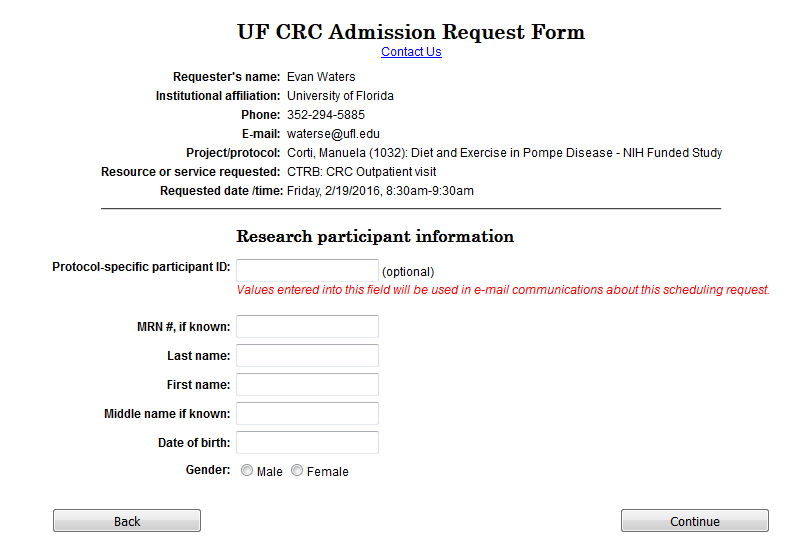 UF CRC Admission Request Form
Contact Us
Requester's name: Evan Waters
Institutional affiliation: University of Florida
Phone: 352-294-5885
E-mail: waterse@ufl.edu
Project/protocol: Corti, Manuela (1032): Diet and Exercise in Pompe Disease - NIH Funded Study
Resource or service requested: CTRB: CRC Outpatient visit
Requested date /time: Friday, 2/19/2016, 8:30am-9:30am
Research participant information
Protocol-specific participant ID: (optional)
Values entered into this field will be used in e-mail communications about this scheduling request.
MRN #, if known:
Last name:
First name:
Middle name if known:
Date of birth:
Gender: Male Female
Back Continue